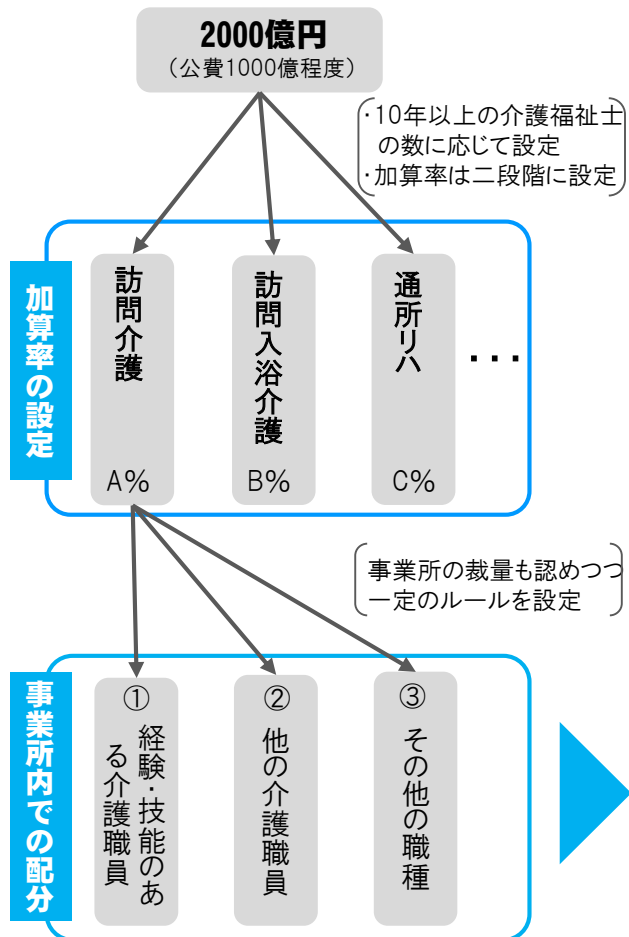 2000億円
（公費1000億程度）
・10年以上の介護福祉士
の数に応じて設定
・加算率は二段階に設定
加算率の設定
訪問介護
A％
訪問入浴介護
B％
通所リハ
C％
・・・
事業所の裁量も認めつつ
一定のルールを設定
事業所内での配分
①
経験・技能のあ
る介護職員
②
他の介護職員
③
その他の職種